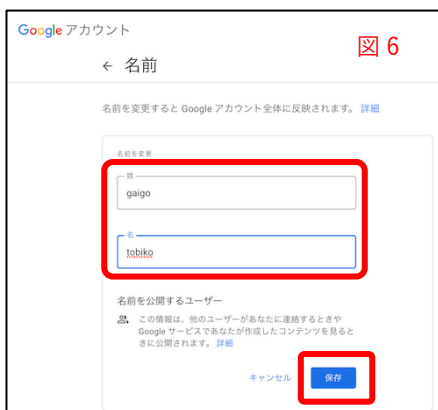 Google アカウント
図 6
← 名前
名前を変更すると Google アカウント全体に反映されます。 詳細
名前を変更
姓
gaigo
名
tobiko
名前を公開するユーザー
この情報は、他のユーザーがあなたに連絡するときや
Google サービスであなたが作成したコンテンツを見ると
きに公開されます。 詳細
キャンセル 保存